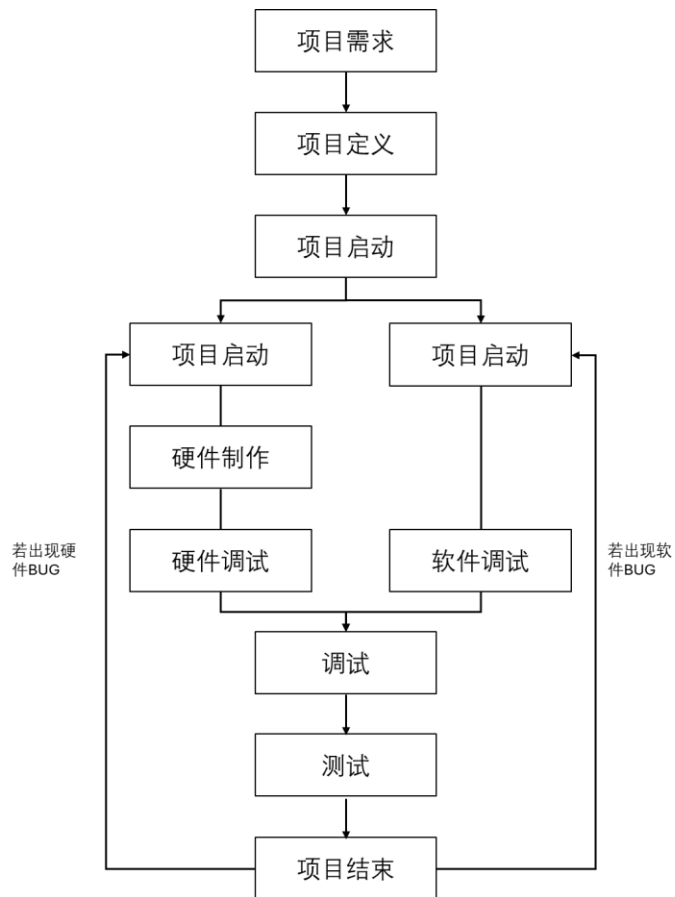 项目需求
项目定义
项目启动
项目启动
项目启动
硬件制作
若出现硬
件BUG
硬件调试
软件调试
若出现软
件BUG
调试
测试
项目结束